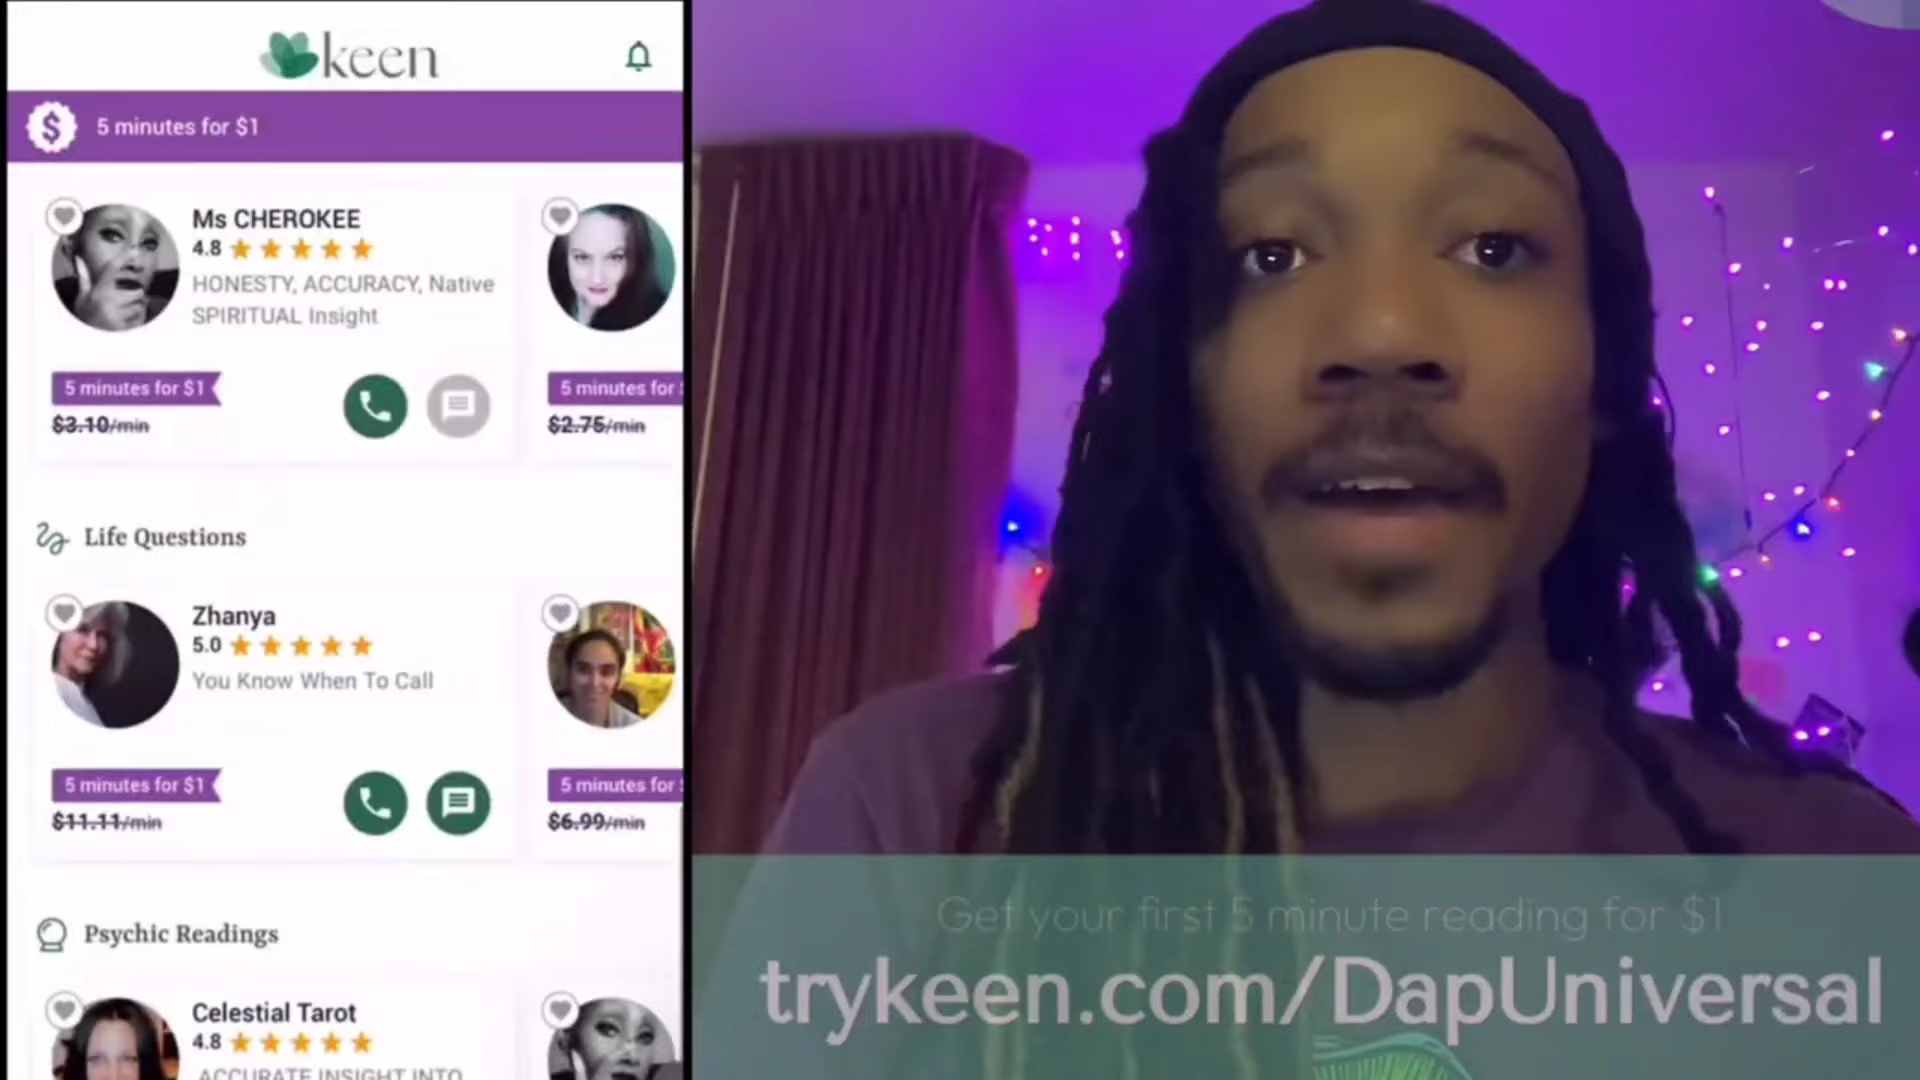 keen
5 minutes for $1
Ms CHEROKEE
4.8
HONESTY, ACCURACY, Native
SPIRITUAL Insight
5 minutes for $1
$3.10/min
5 minutes for
$2.75/min
Life Questions
Zhanya
5.0
You Know When To Call
5 minutes for $1
$11.11/min
5 minutes for
$6.99/min
Psychic Readings
Celestial Tarot
4.8
ACCURATE INSIGHT INTO
Get your first 5 minute reading for $1
trykeen.com/DapUniversal